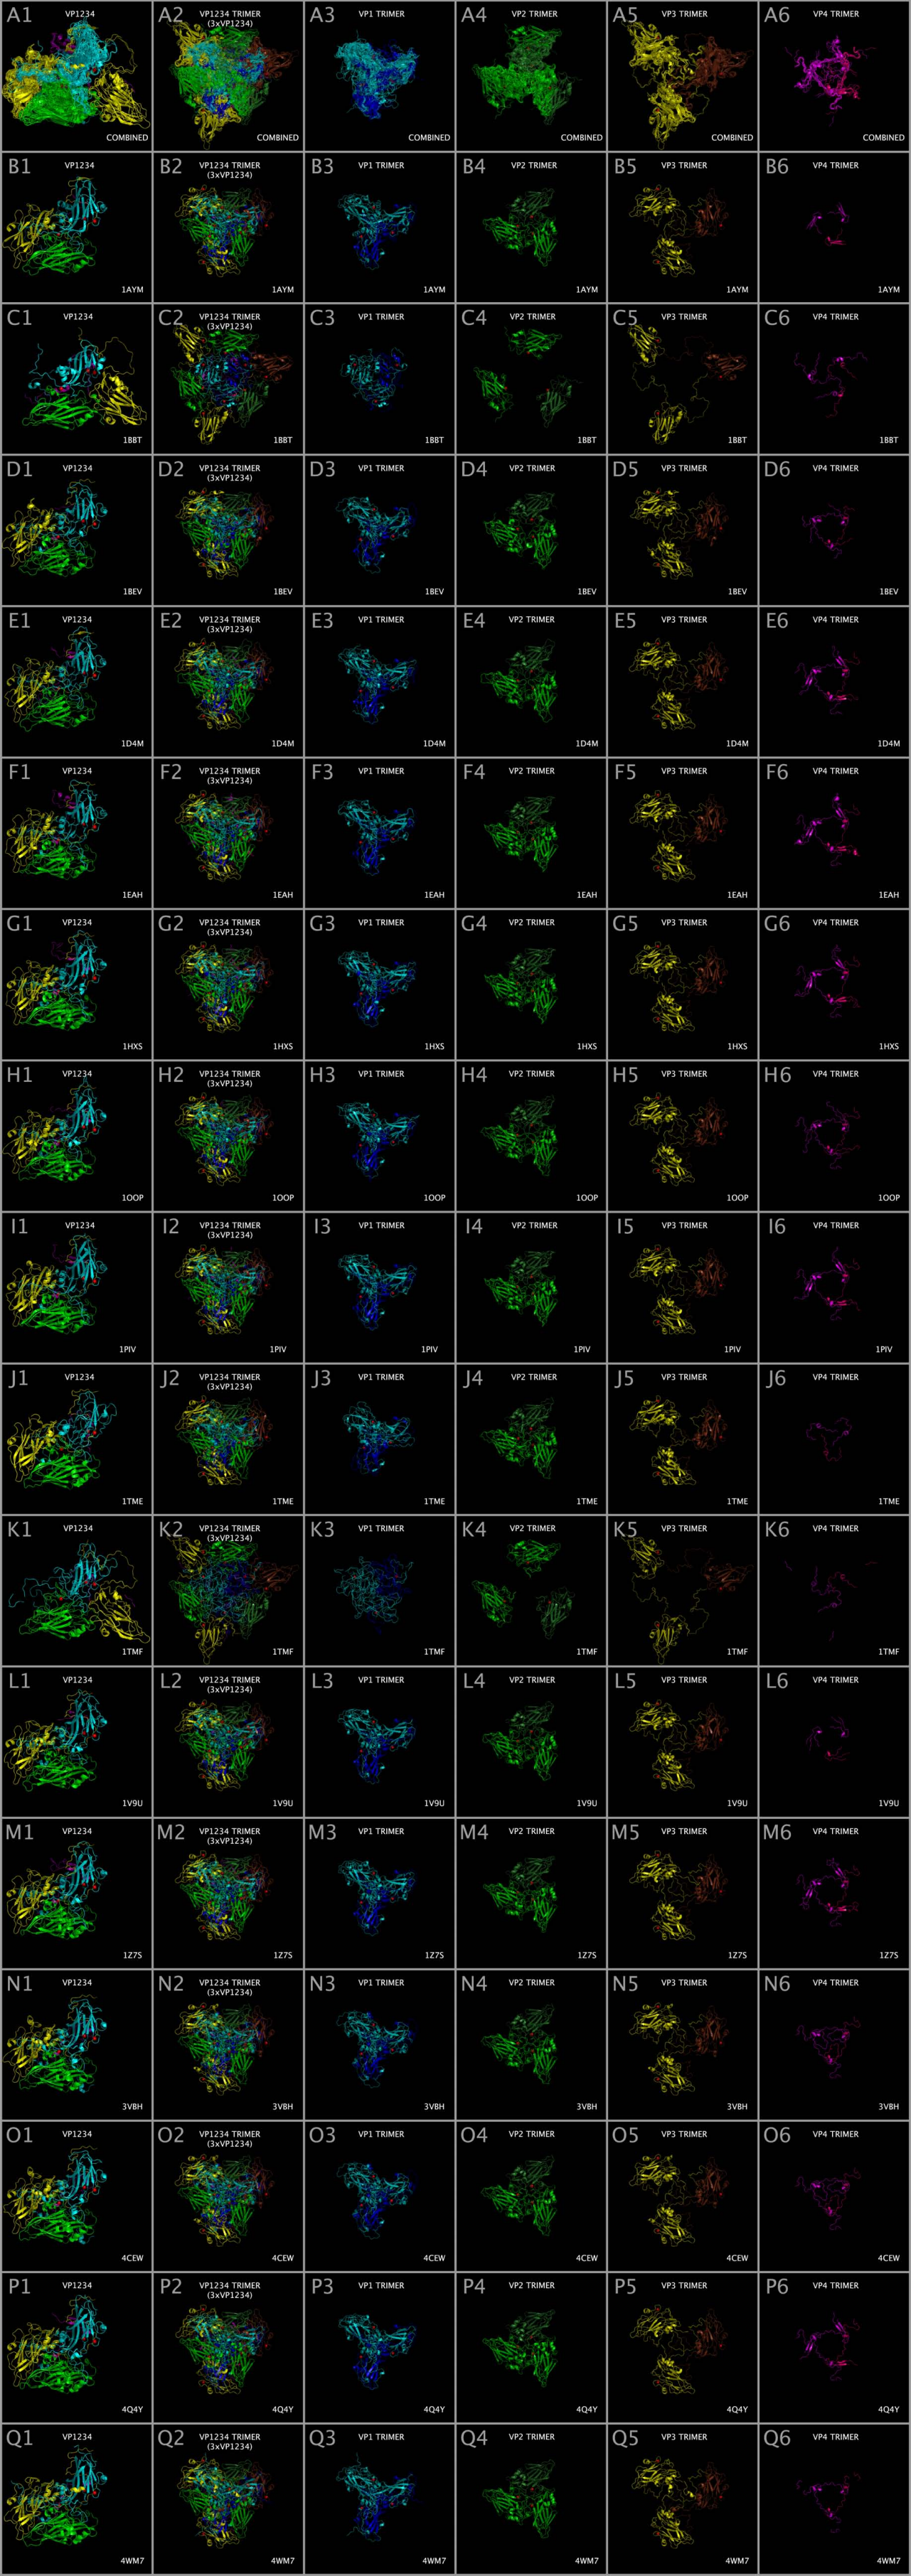 A1 VP1234 A2 VP1234 TRIMER A3 VP1 TRIMER A4 VP2 TRIMER A5 VP3 TRIMER A6 VP4 TRIMER
(3xVP1234)
COMBINED COMBINED COMBINED COMBINED COMBINED COMBINED
B1 VP1234 B2 VP1234 TRIMER B3 VP1 TRIMER B4 VP2 TRIMER B5 VP3 TRIMER B6 VP4 TRIMER
(3xVP1234)
1AYM 1AYM 1AYM 1AYM 1AYM 1AYM
C1 VP1234 C2 VP1234 TRIMER C3 VP1 TRIMER C4 VP2 TRIMER C5 VP3 TRIMER C6 VP4 TRIMER
(3xVP1234)
1BBT 1BBT 1BBT 1BBT 1BBT 1BBT
D1 VP1234 D2 VP1234 TRIMER D3 VP1 TRIMER D4 VP2 TRIMER D5 VP3 TRIMER D6 VP4 TRIMER
(3xVP1234)
1BEV 1BEV 1BEV 1BEV 1BEV 1BEV
E1 VP1234 E2 VP1234 TRIMER E3 VP1 TRIMER E4 VP2 TRIMER E5 VP3 TRIMER E6 VP4 TRIMER
(3xVP1234)
1D4M 1D4M 1D4M 1D4M 1D4M 1D4M
F1 VP1234 F2 VP1234 TRIMER F3 VP1 TRIMER F4 VP2 TRIMER F5 VP3 TRIMER F6 VP4 TRIMER
(3xVP1234)
1EAH 1EAH 1EAH 1EAH 1EAH 1EAH
G1 VP1234 G2 VP1234 TRIMER G3 VP1 TRIMER G4 VP2 TRIMER G5 VP3 TRIMER G6 VP4 TRIMER
(3xVP1234)
1HXS 1HXS 1HXS 1HXS 1HXS 1HXS
H1 VP1234 H2 VP1234 TRIMER H3 VP1 TRIMER H4 VP2 TRIMER H5 VP3 TRIMER H6 VP4 TRIMER
(3xVP1234)
1OOP 1OOP 1OOP 1OOP 1OOP 1OOP
I1 VP1234 I2 VP1234 TRIMER I3 VP1 TRIMER I4 VP2 TRIMER I5 VP3 TRIMER I6 VP4 TRIMER
(3xVP1234)
1PIV 1PIV 1PIV 1PIV 1PIV 1PIV
J1 VP1234 J2 VP1234 TRIMER J3 VP1 TRIMER J4 VP2 TRIMER J5 VP3 TRIMER J6 VP4 TRIMER
(3xVP1234)
1TME 1TME 1TME 1TME 1TME 1TME
K1 VP1234 K2 VP1234 TRIMER K3 VP1 TRIMER K4 VP2 TRIMER K5 VP3 TRIMER K6 VP4 TRIMER
(3xVP1234)
1TMF 1TMF 1TMF 1TMF 1TMF 1TMF
L1 VP1234 L2 VP1234 TRIMER L3 VP1 TRIMER L4 VP2 TRIMER L5 VP3 TRIMER L6 VP4 TRIMER
(3xVP1234)
1V9U 1V9U 1V9U 1V9U 1V9U 1V9U
M1 VP1234 M2 VP1234 TRIMER M3 VP1 TRIMER M4 VP2 TRIMER M5 VP3 TRIMER M6 VP4 TRIMER
(3xVP1234)
1Z7S 1Z7S 1Z7S 1Z7S 1Z7S 1Z7S
N1 VP1234 N2 VP1234 TRIMER N3 VP1 TRIMER N4 VP2 TRIMER N5 VP3 TRIMER N6 VP4 TRIMER
(3xVP1234)
3VBH 3VBH 3VBH 3VBH 3VBH 3VBH
O1 VP1234 O2 VP1234 TRIMER O3 VP1 TRIMER O4 VP2 TRIMER O5 VP3 TRIMER O6 VP4 TRIMER
(3xVP1234)
4CEW 4CEW 4CEW 4CEW 4CEW 4CEW
P1 VP1234 P2 VP1234 TRIMER P3 VP1 TRIMER P4 VP2 TRIMER P5 VP3 TRIMER P6 VP4 TRIMER
(3xVP1234)
4Q4Y 4Q4Y 4Q4Y 4Q4Y 4Q4Y 4Q4Y
Q1 VP1234 Q2 VP1234 TRIMER Q3 VP1 TRIMER Q4 VP2 TRIMER Q5 VP3 TRIMER Q6 VP4 TRIMER
(3xVP1234)
4WM7 4WM7 4WM7 4WM7 4WM7 4WM7